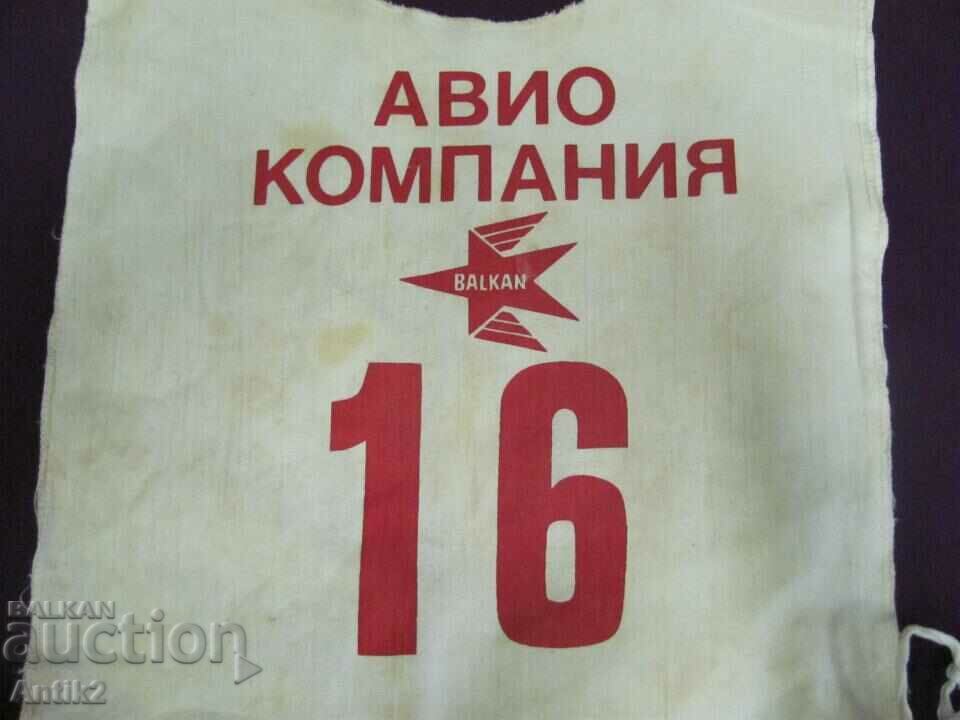 АВИО
КОМПАНИЯ
BALKAN
16
BALKAN
auction
Antik2